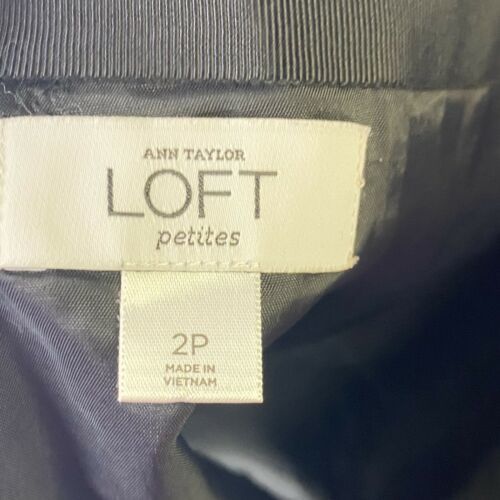 ANN TAYLOR
LOFT
petites
2P
MADE IN
VIETNAM